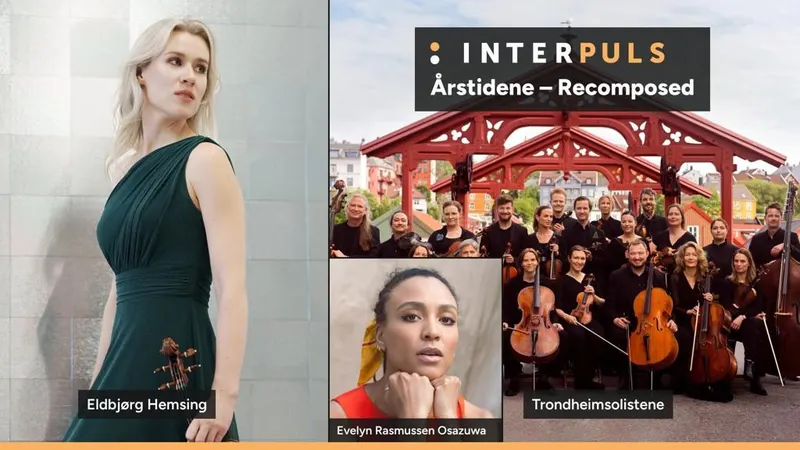 : INTERPULS
Årstidene – Recomposed
Eldbjørg Hemsing
Evelyn Rasmussen Osazuwa
Trondheimsolistene